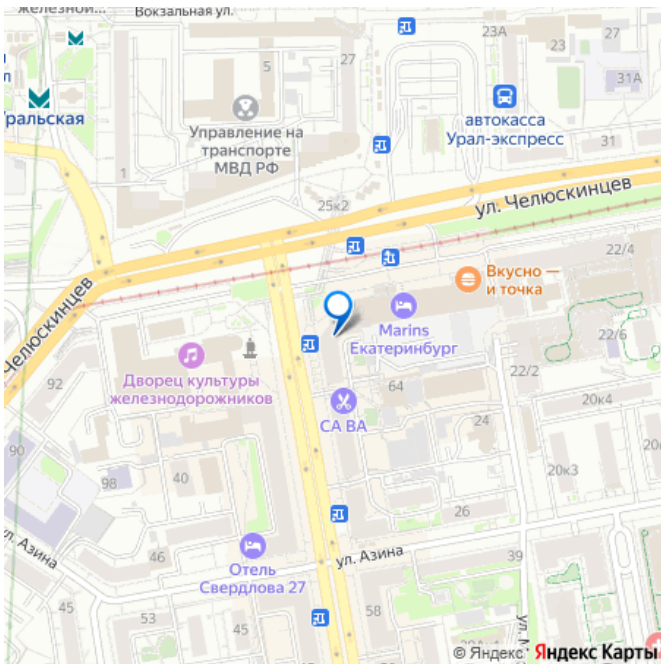 железной...
Вокзальная ул.
Уральская
5
27
23А
23
27
31А
31
Управление на
транспорте
МВД РФ
автокасса
Урал-экспресс
1
25к2
ул. Челюскинцев
22/4
Вкусно —
и точка
Marins
Екатеринбург
22/6
22/2
Челюскинцев
92
Дворец культуры
железнодорожников
64
СА ВА
20к4
24
90
98
40
20к3
26
46
ул. Азина
39
Отель
Свердлова 27
ул. Азина
45
53
45
58
ул. М
© Яндекс Яндекс Карты